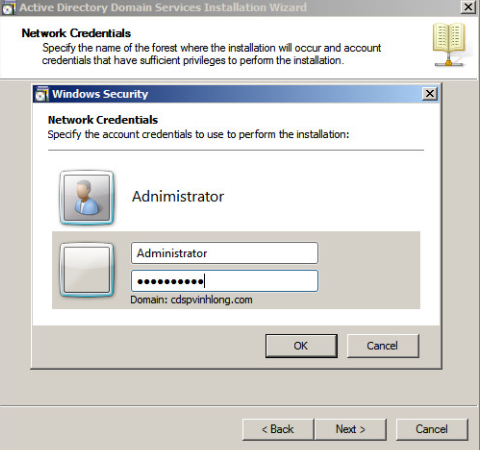 Active Directory Domain Services Installation Wizard
Network Credentials
Specify the name of the forest where the installation will occur and account
credentials that have sufficient privileges to perform the installation.
Windows Security
Network Credentials
Specify the account credentials to use to perform the installation:
Adnimistrator
Administrator
●●●●●●●●●●
Domain: cdspvinhlong.com
OK Cancel
< Back Next > Cancel